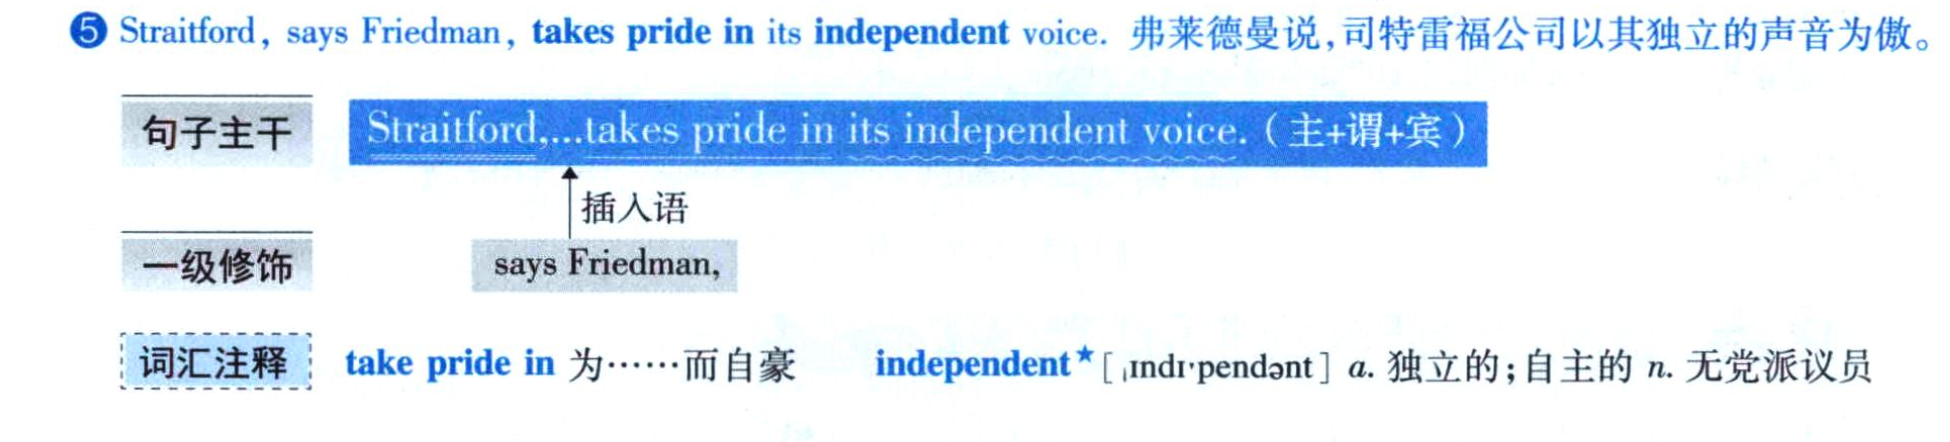 ⑤ Straitford, says Friedman, takes pride in its independent voice. 弗莱德曼说,司特雷福公司以其独立的声音为傲。
句子主干 Straitford,...takes pride in its independent voice.(主+谓+宾)
插入语
一级修饰 says Friedman,
词汇注释 take pride in 为……而自豪 independent★[ˌɪndɪˈpendənt] a. 独立的;自主的 n. 无党派议员